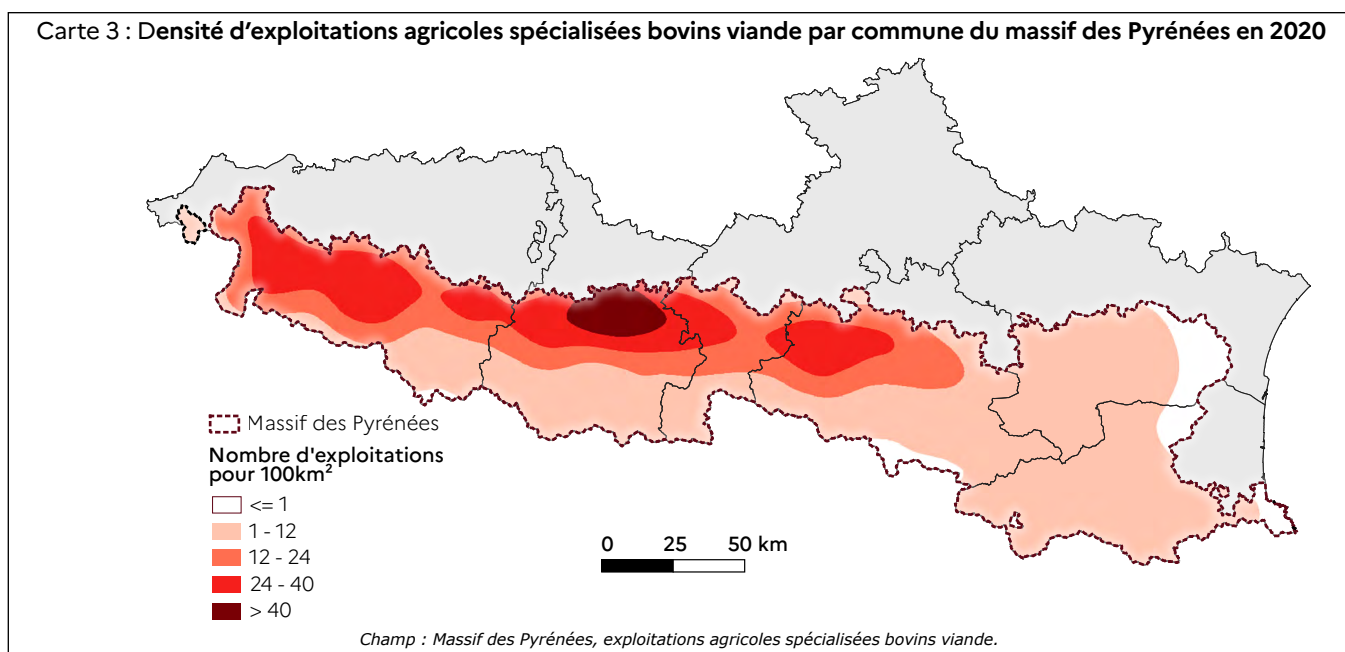 Carte 3 : Densité d'exploitations agricoles spécialisées bovins viande par commune du massif des Pyrénées en 2020
Massif des Pyrénées
Nombre d'exploitations
pour 100km²
<= 1
1 - 12
12 - 24
24 - 40
> 40
0 25 50 km
Champ : Massif des Pyrénées, exploitations agricoles spécialisées bovins viande.